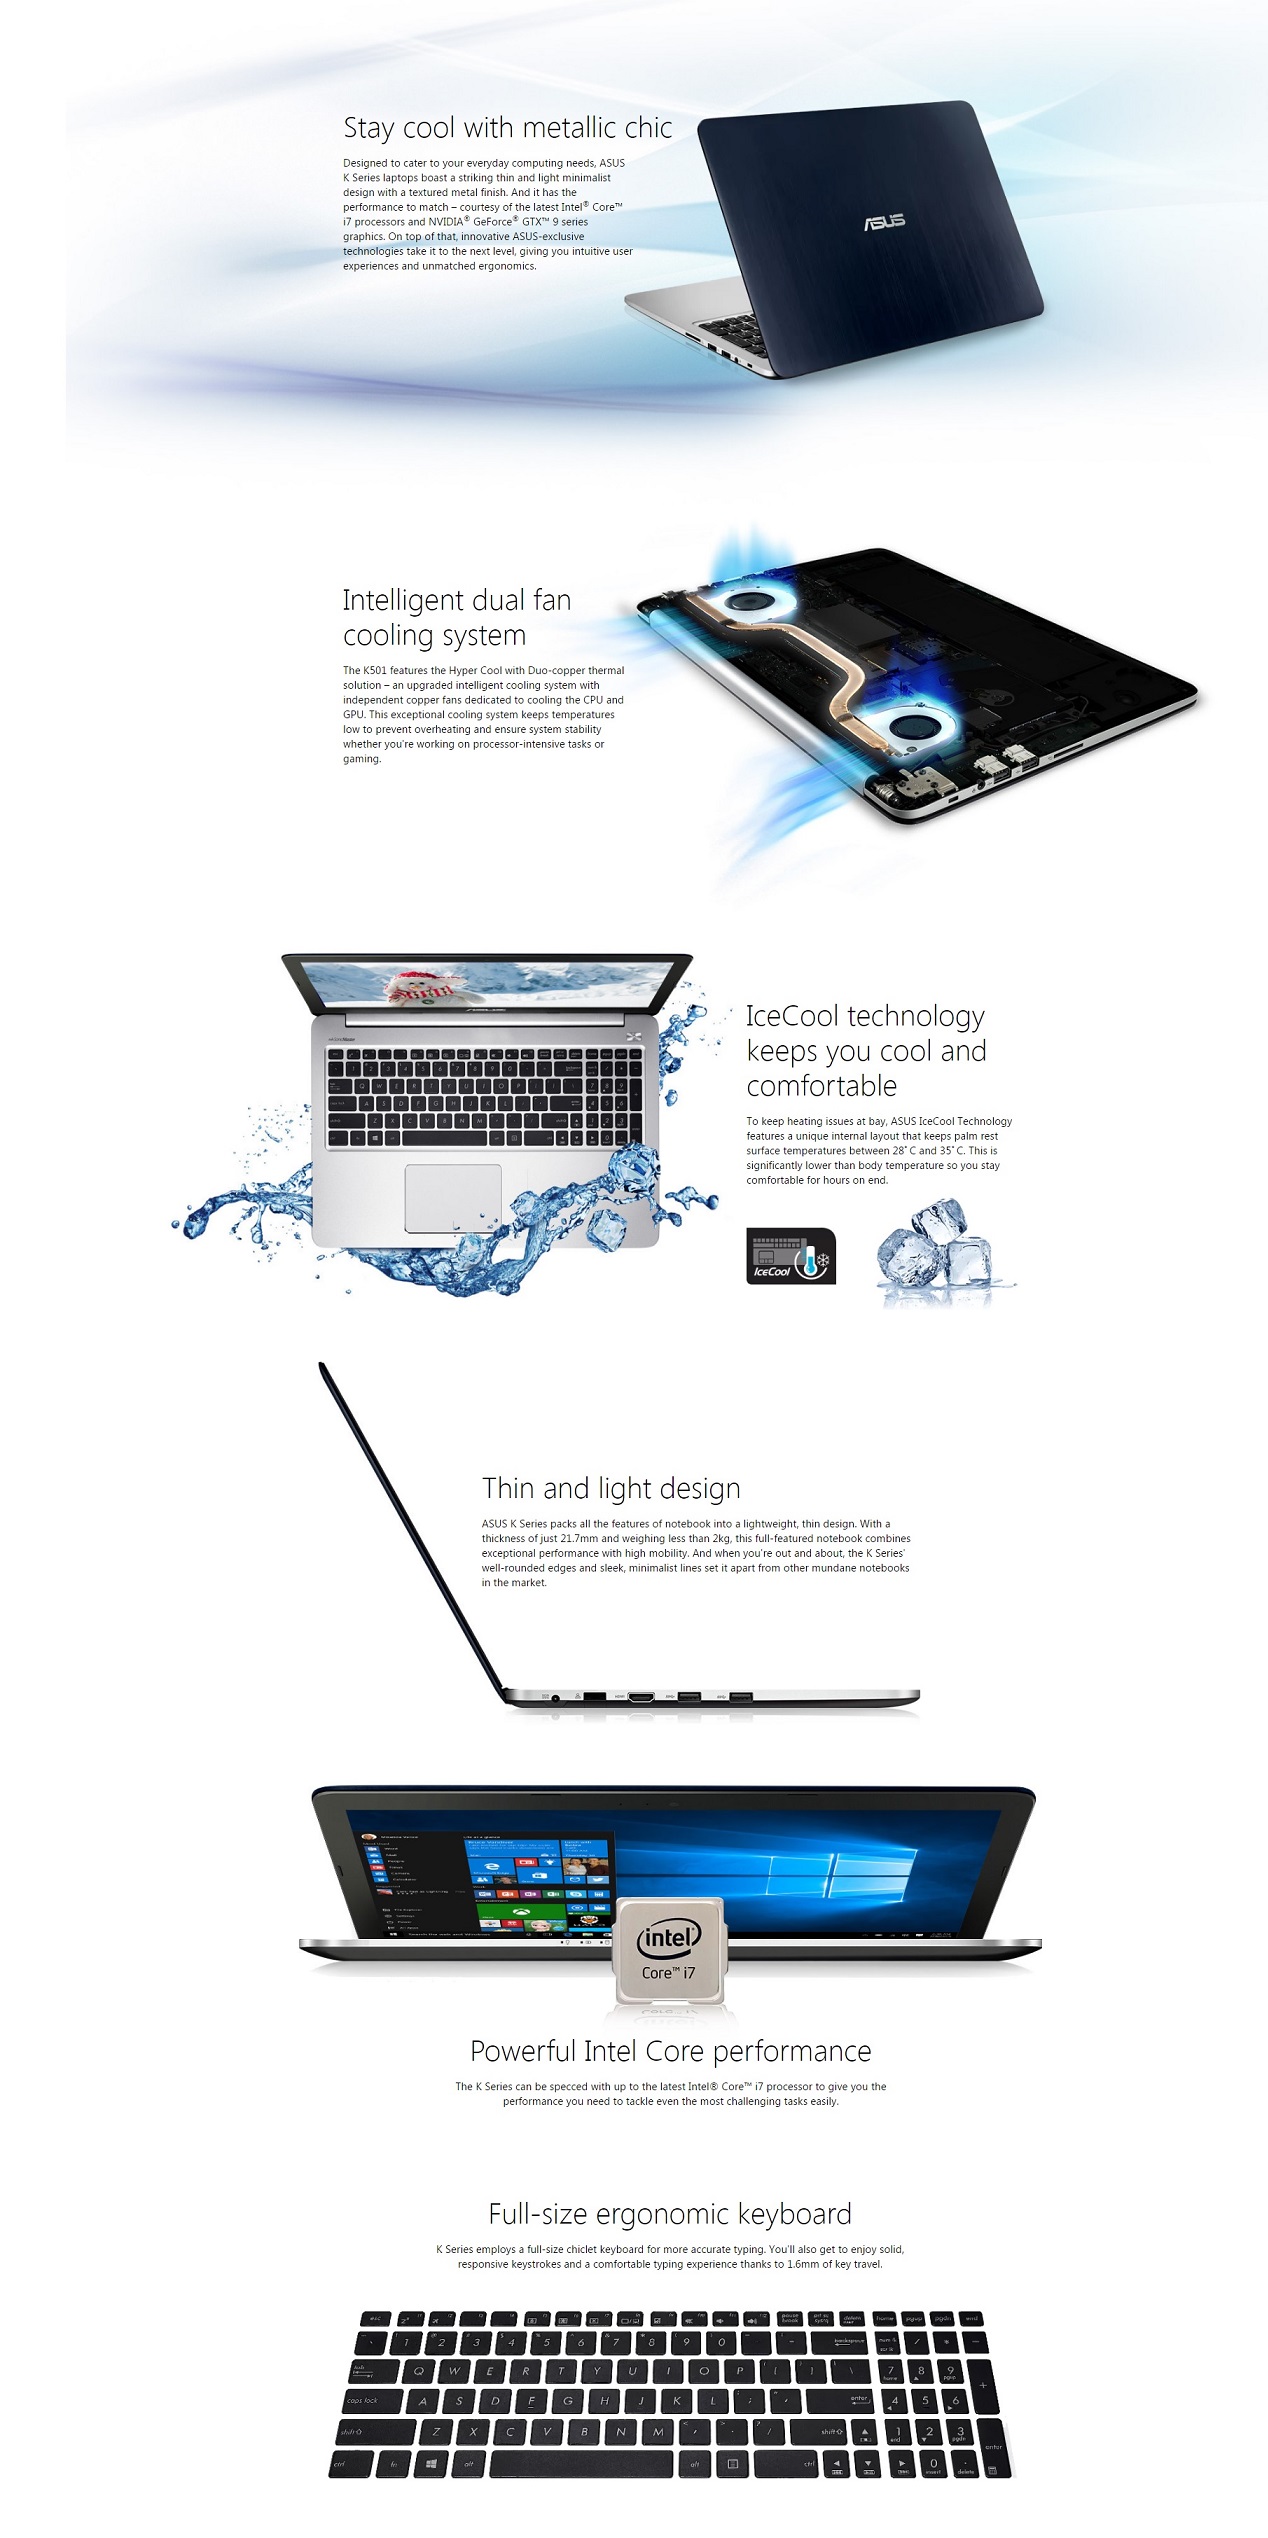 Stay cool with metallic chic
Designed to cater to your everyday computing needs, ASUS
K Series laptops boast a striking thin and light minimalist
design with a textured metal finish. And it has the
performance to match – courtesy of the latest Intel® Core™
i7 processors and NVIDIA® GeForce® GTX™ 9 series
graphics. On top of that, innovative ASUS-exclusive
technologies take it to the next level, giving you intuitive user
experiences and unmatched ergonomics.
ASUS
Intelligent dual fan
cooling system
The K501 features the Hyper Cool with Duo-copper thermal
solution – an upgraded intelligent cooling system with
independent copper fans dedicated to cooling the CPU and
GPU. This exceptional cooling system keeps temperatures
low to prevent overheating and ensure system stability
whether you're working on processor-intensive tasks or
gaming.
IceCool technology
keeps you cool and
comfortable
To keep heating issues at bay, ASUS IceCool Technology
features a unique internal layout that keeps palm rest
surface temperatures between 28˚C and 35˚C. This is
significantly lower than body temperature so you stay
comfortable for hours on end.
IceCool
Thin and light design
ASUS K Series packs all the features of notebook into a lightweight, thin design. With a
thickness of just 21.7mm and weighing less than 2kg, this full-featured notebook combines
exceptional performance with high mobility. And when you're out and about, the K Series'
well-rounded edges and sleek, minimalist lines set it apart from other mundane notebooks
in the market.
intel
Core™ i7
Powerful Intel Core performance
The K Series can be specced with up to the latest Intel® Core™ i7 processor to give you the
performance you need to tackle even the most challenging tasks easily.
Full-size ergonomic keyboard
K Series employs a full-size chiclet keyboard for more accurate typing. You'll also get to enjoy solid,
responsive keystrokes and a comfortable typing experience thanks to 1.6mm of key travel.
esc pause break prt sc sysrq delete home pgup pgdn end
1 2 3 4 5 6 7 8 9 0 - backspace num lk / * -
tab Q W E R T Y U I O P [ ] \ 7 home 8 9 pgup +
caps lock A S D F G H J K L ; ' enter 4 5 6
shift Z X C V B N M , . / shift 1 end 2 3 pgdn enter
ctrl fn alt alt ctrl 0 insert . delete